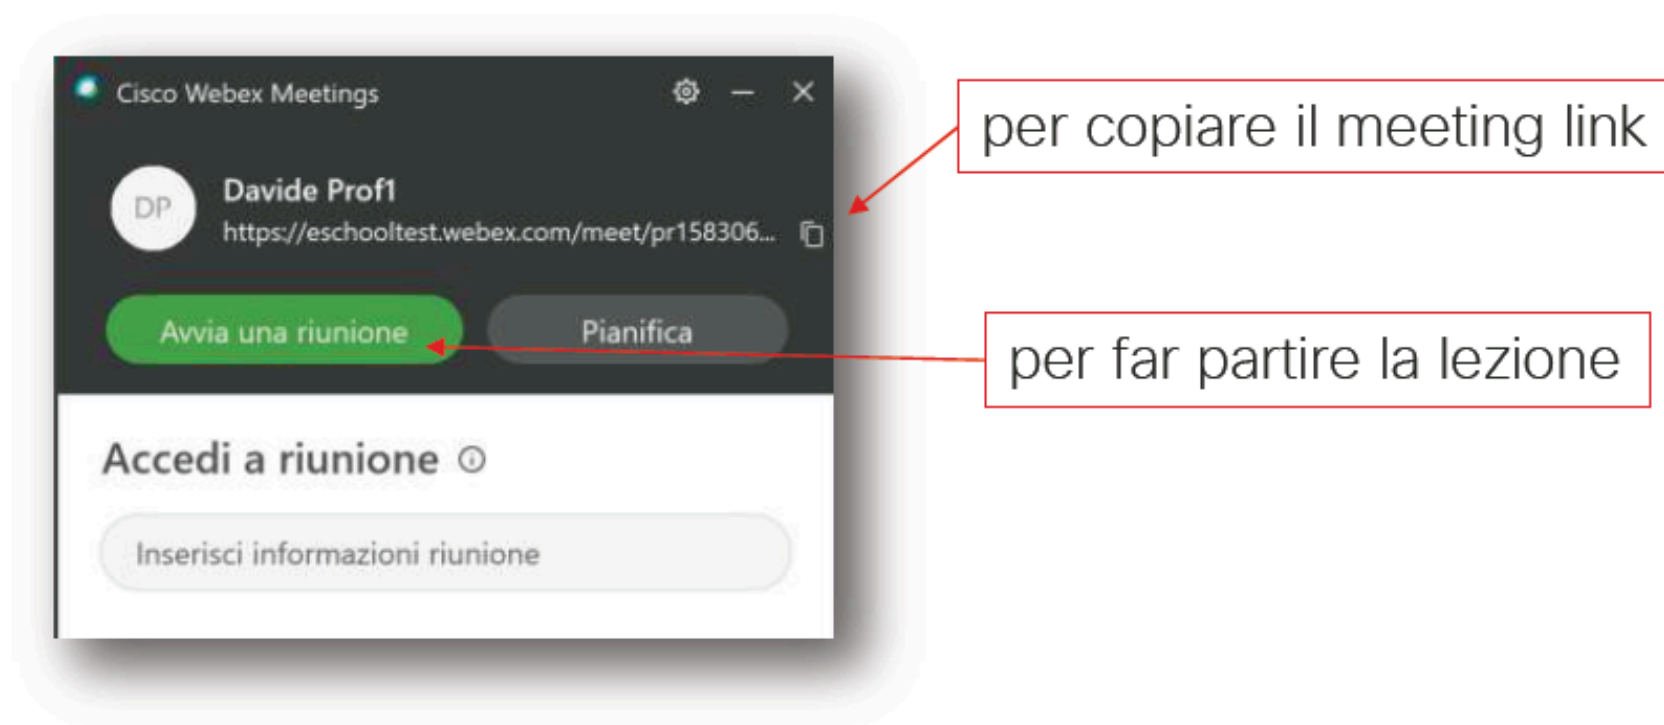 Cisco Webex Meetings
per copiare il meeting link
DP
Davide Prof1
https://eschooltest.webex.com/meet/pr158306...
Avvia una riunione
Pianifica
per far partire la lezione
Accedi a riunione
Inserisci informazioni riunione